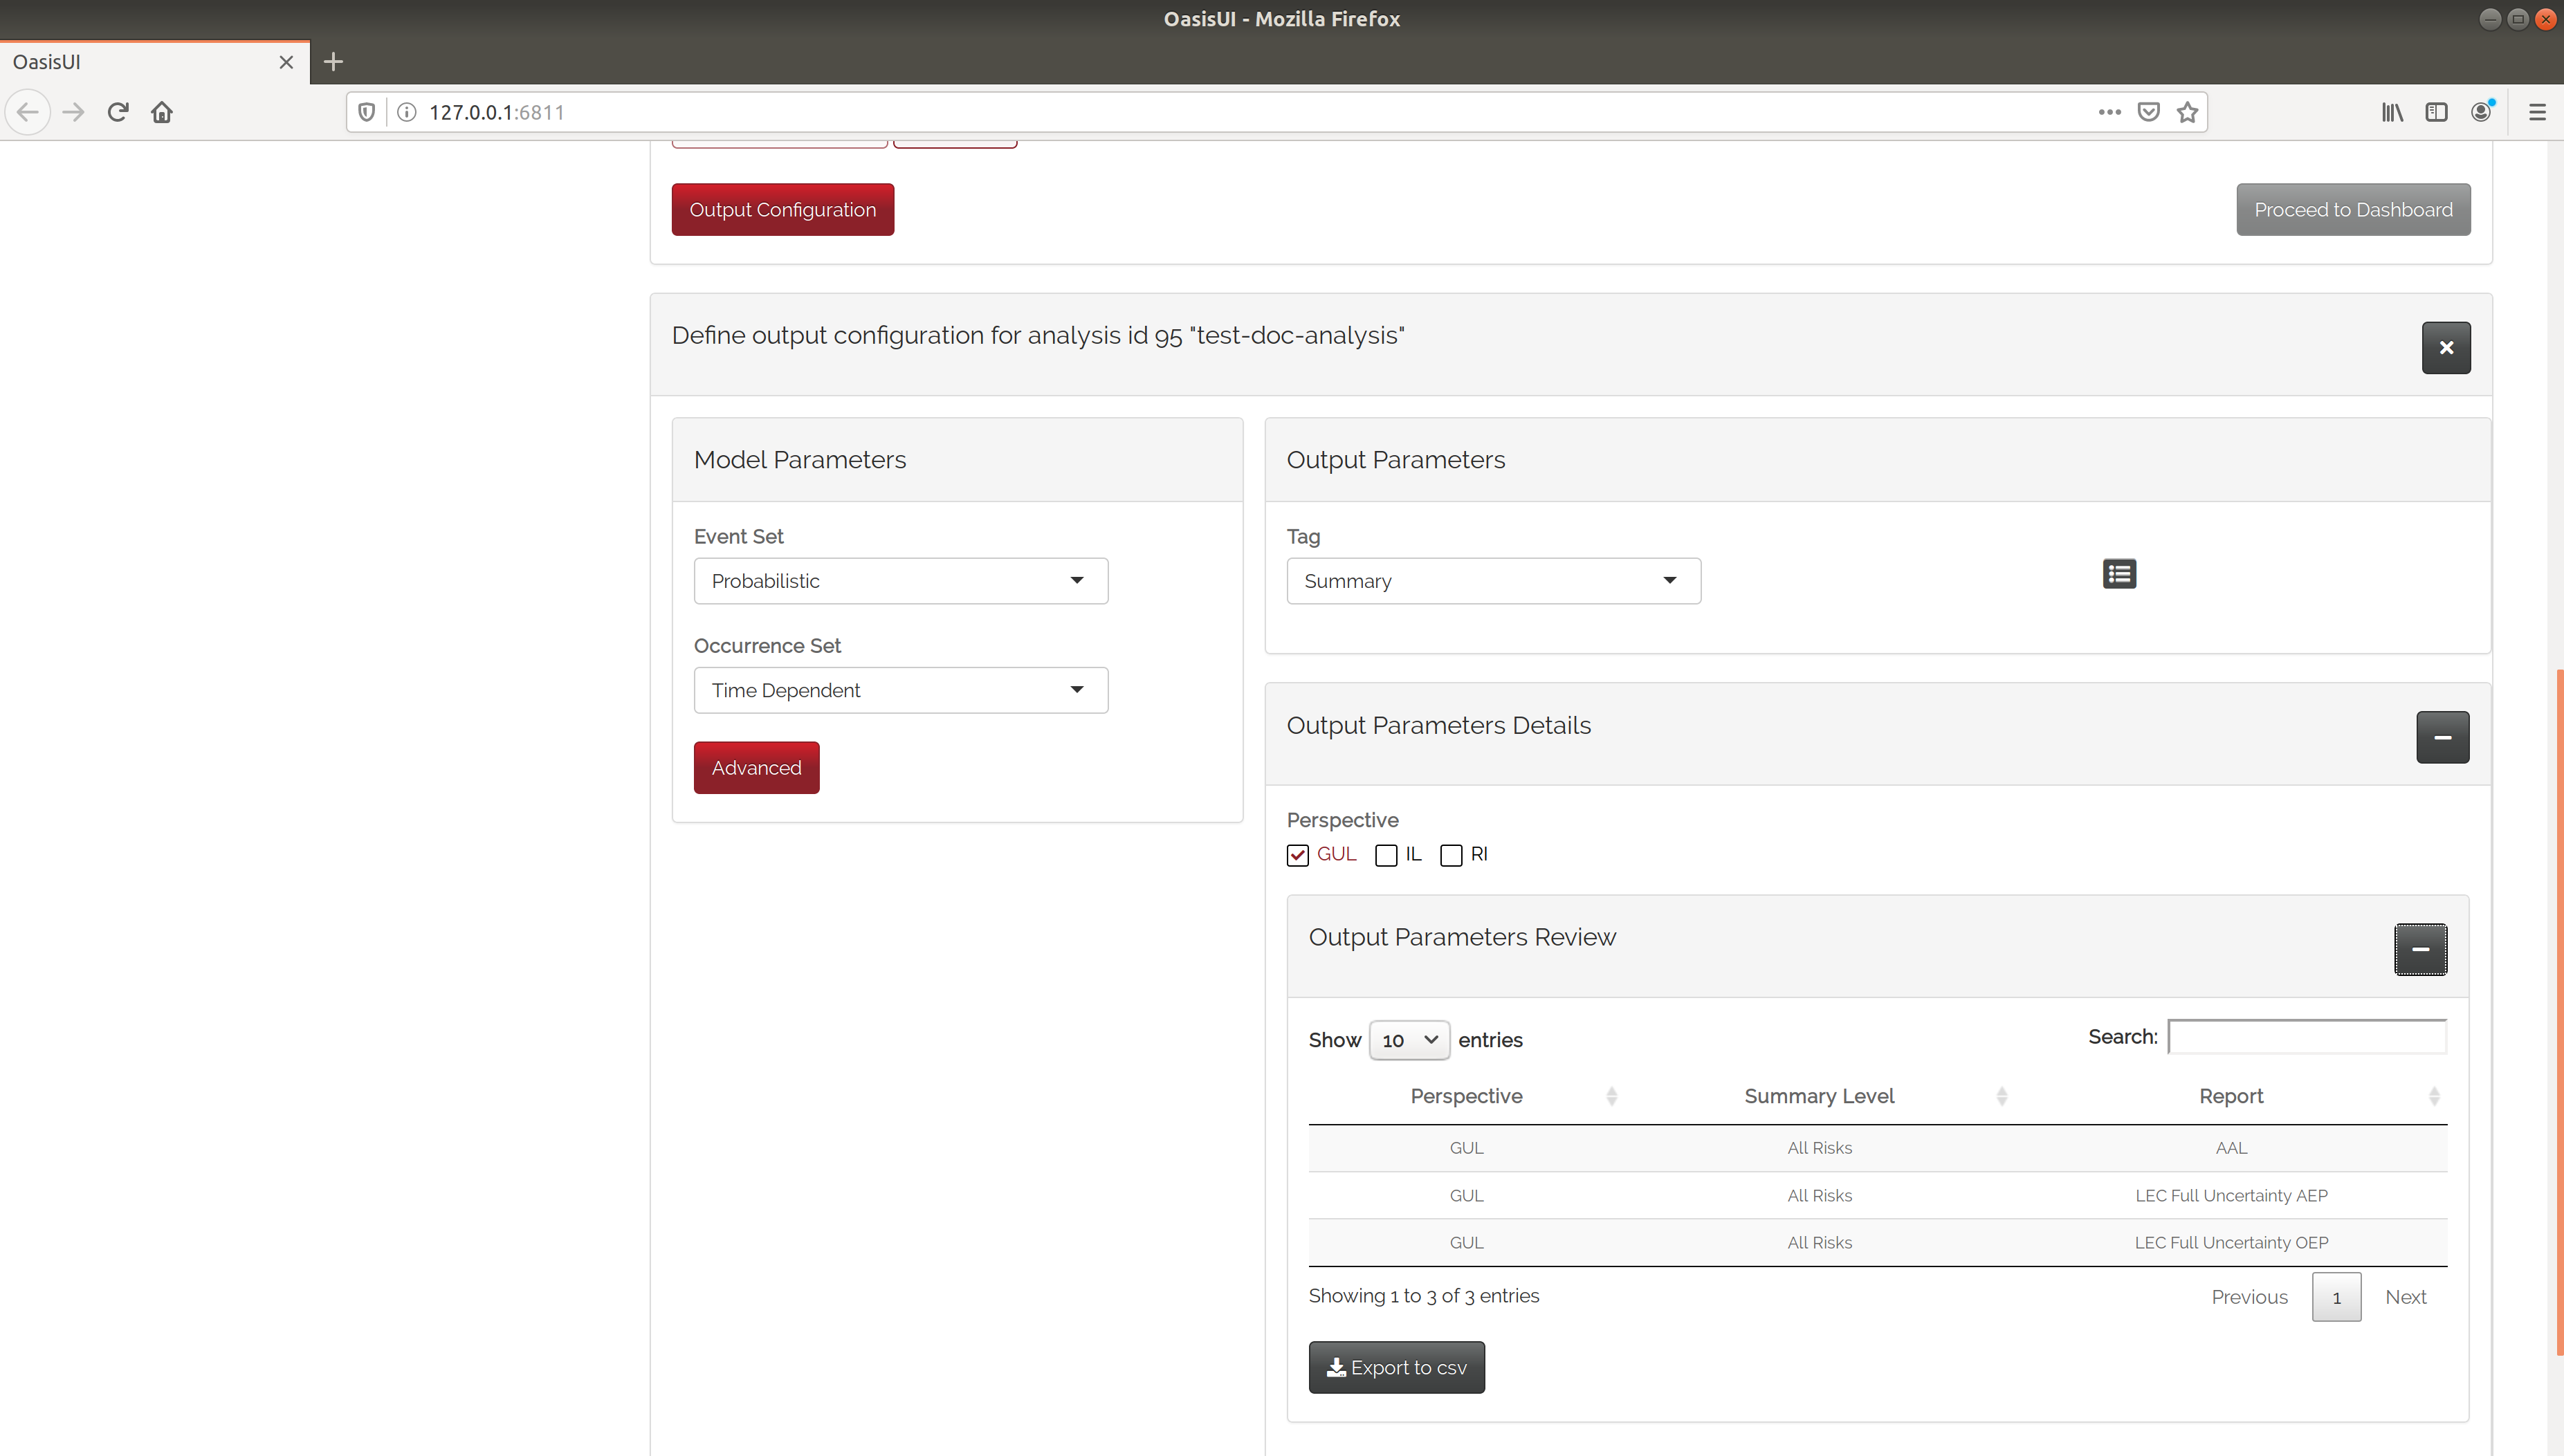 OasisUI - Mozilla Firefox
OasisUI
127.0.0.1:6811
Output Configuration
Proceed to Dashboard
Define output configuration for analysis id 95 "test-doc-analysis"
Model Parameters
Event Set
Probabilistic
Occurrence Set
Time Dependent
Advanced
Output Parameters
Tag
Summary
Output Parameters Details
Perspective
GUL IL RI
Output Parameters Review
Show 10 entries
Search:
Perspective Summary Level Report
GUL All Risks AAL
GUL All Risks LEC Full Uncertainty AEP
GUL All Risks LEC Full Uncertainty OEP
Showing 1 to 3 of 3 entries
Previous 1 Next
Export to csv